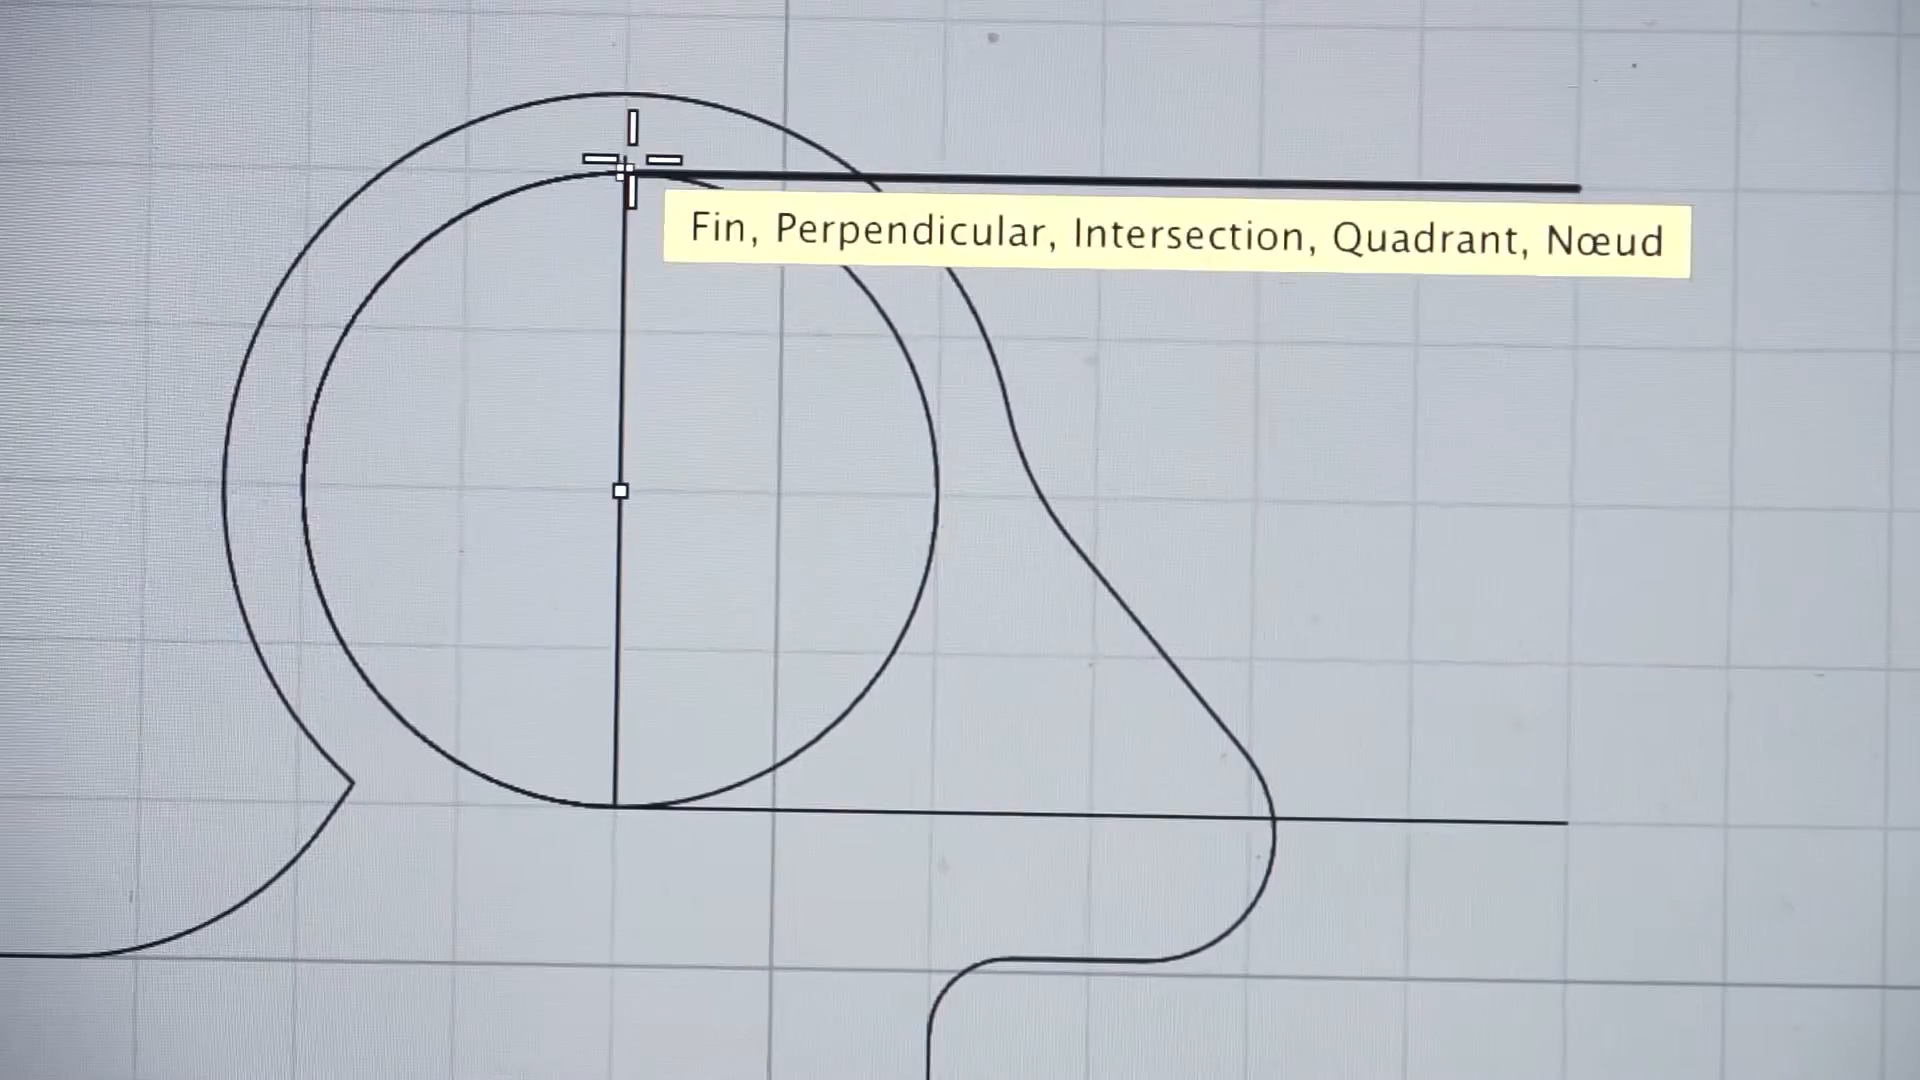 Fin, Perpendicular, Intersection, Quadrant, Nœud